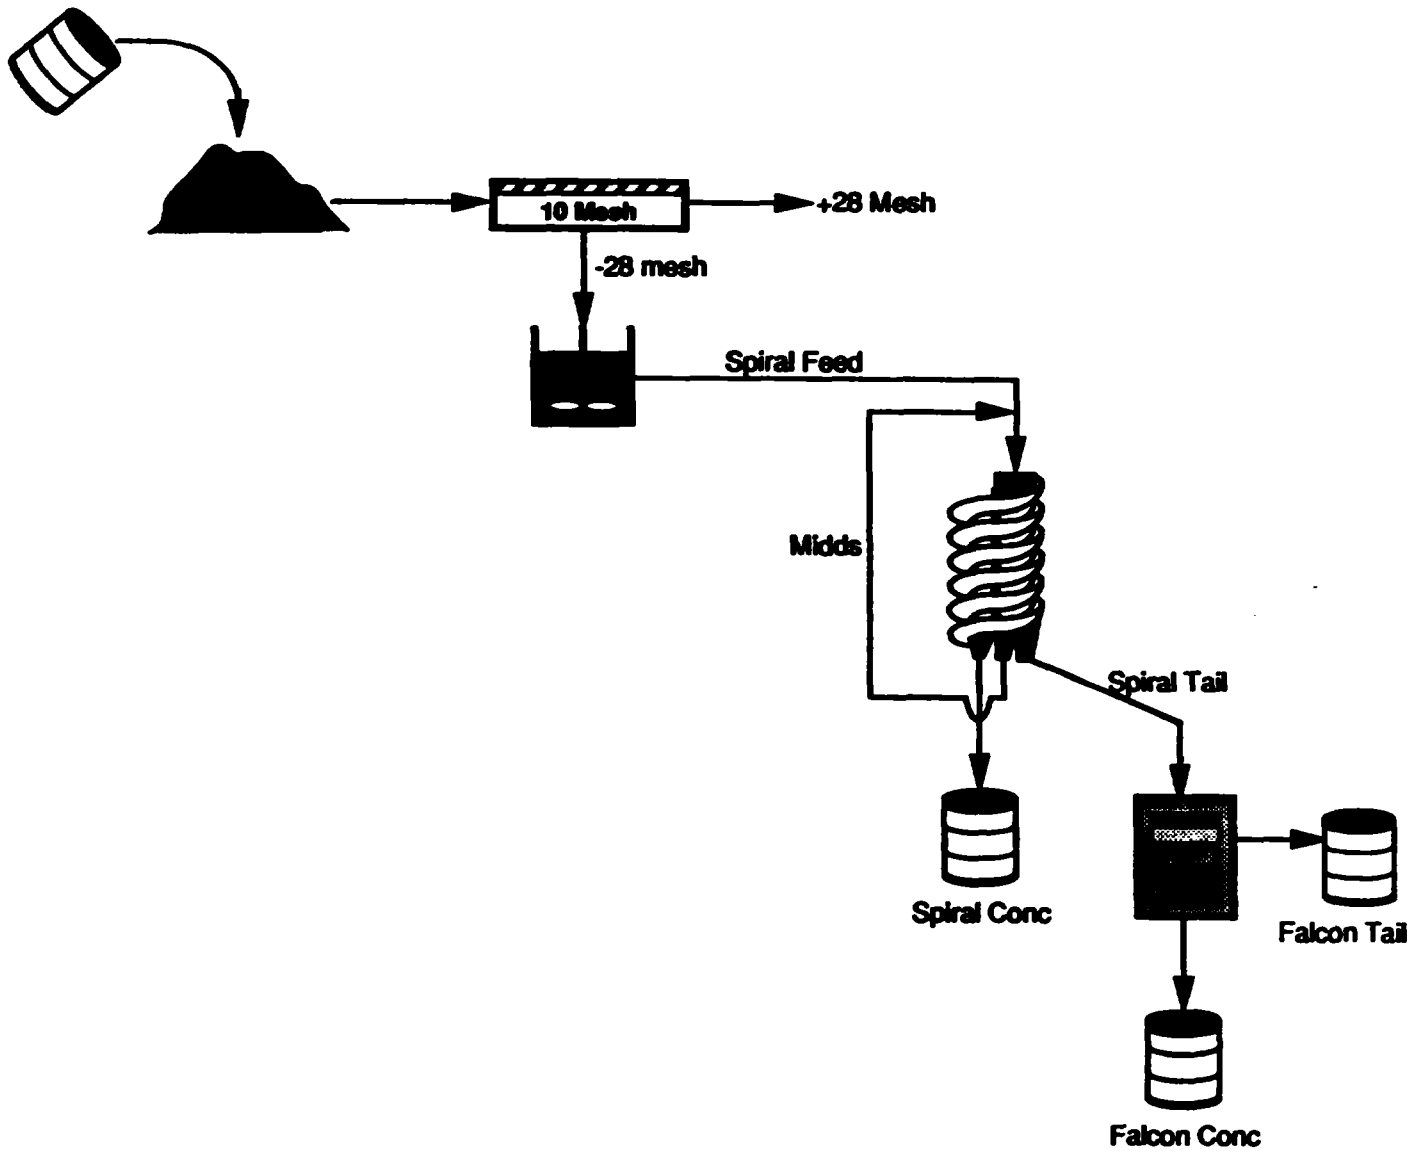 10 Mesh
+28 Mesh
-28 mesh
Spiral Feed
Midds
Spiral Tail
Spiral Conc
Falcon Tail
Falcon Conc